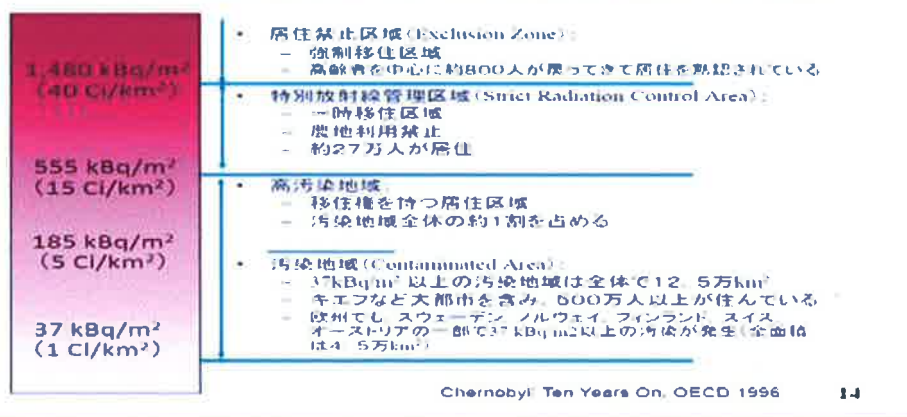 1,480 kBq/m²
(40 Ci/km²)
555 kBq/m²
(15 Ci/km²)
185 kBq/m²
(5 Ci/km²)
37 kBq/m²
(1 Ci/km²)
• 居住禁止区域(Exclusion Zone):
– 強制移住区域
– 高齢者を中心に約800人が戻ってきて居住を黙認されている
• 特別放射線管理区域(Strict Radiation Control Area):
– 一時移住区域
– 農地利用禁止
– 約27万人が居住
• 高汚染地域:
– 移住権を持つ居住区域
– 汚染地域全体の約1割を占める
• 汚染地域(Contaminated Area):
– 37kBq/m² 以上の汚染地域は全体で12.5万km²
– キエフなど大都市を含み、600万人以上が住んでいる
– 欧州でも、スウェーデン、ノルウェイ、フィンランド、スイス、
オーストリアの一部で37 kBq/m2以上の汚染が発生(全面積
は4.5万km²)
Chernobyl: Ten Years On, OECD 1996